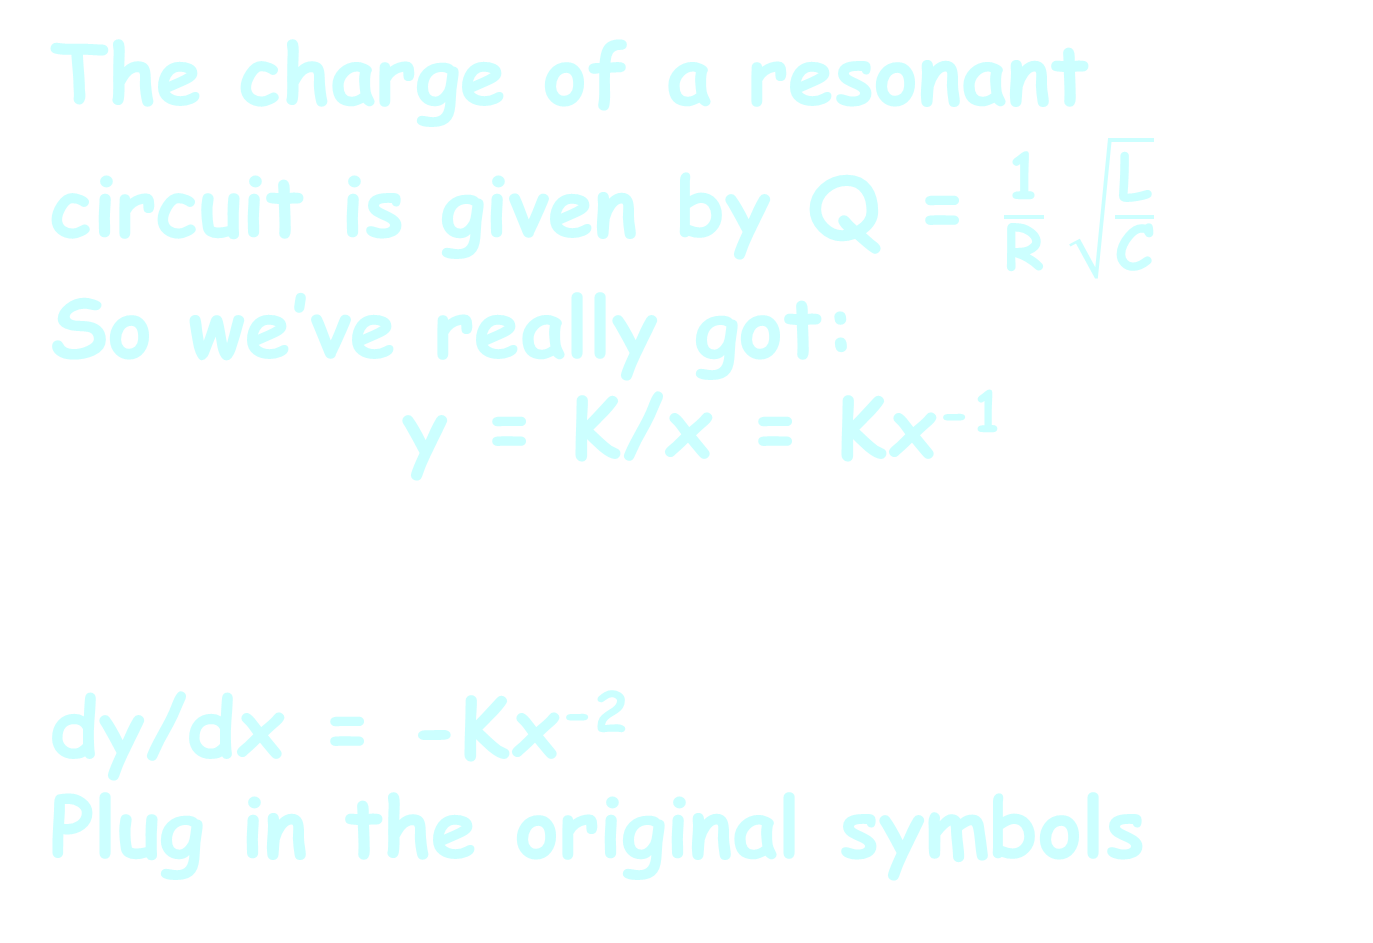 The charge of a resonant
circuit is given by Q = 1/R √(L/C)
So we've really got:
y = K/x = Kx⁻¹
dy/dx = -Kx⁻²
Plug in the original symbols